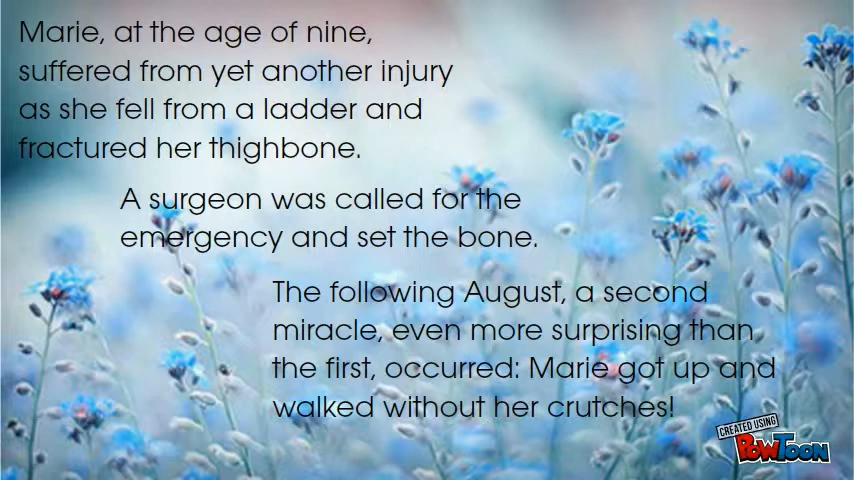 Marie, at the age of nine,
suffered from yet another injury
as she fell from a ladder and
fractured her thighbone.
A surgeon was called for the
emergency and set the bone.
The following August, a second
miracle, even more surprising than
the first, occurred: Marie got up and
walked without her crutches!
CREATED USING
POWTOON